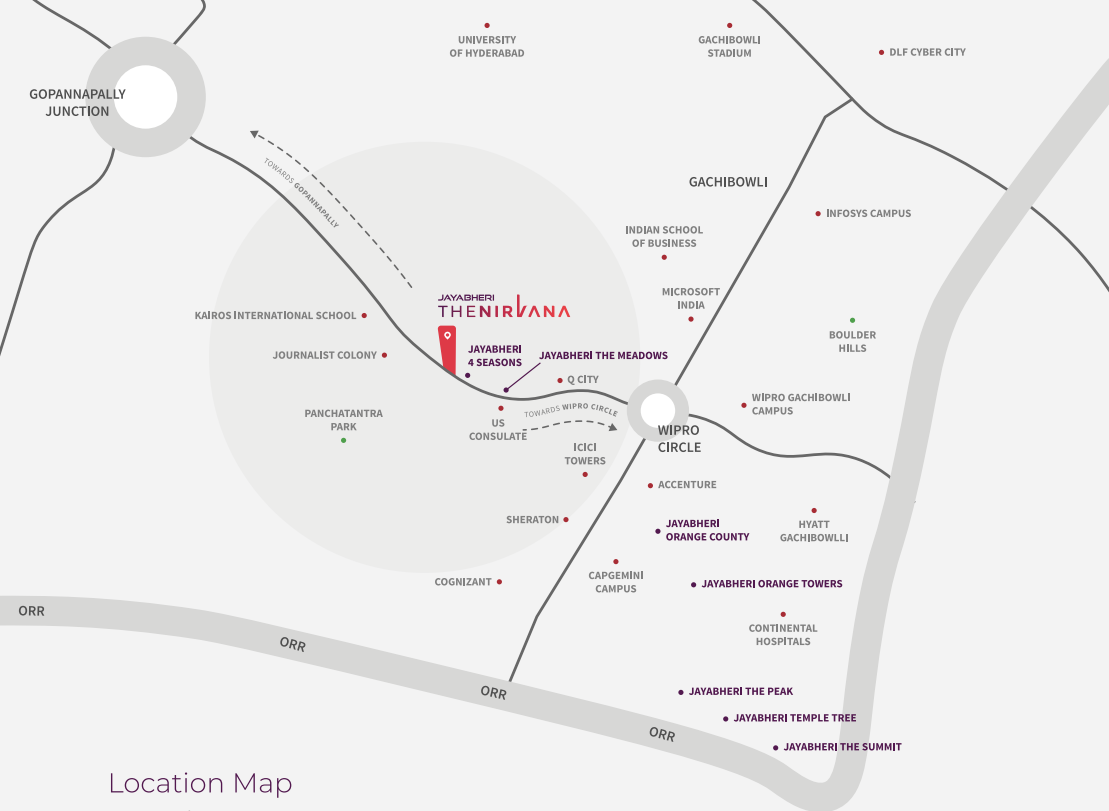 UNIVERSITY
OF HYDERABAD
GACHIBOWLI
STADIUM
DLF CYBER CITY
GOPANNAPALLY
JUNCTION
TOWARDS GOPANNAPALLY
GACHIBOWLI
INFOSYS CAMPUS
INDIAN SCHOOL
OF BUSINESS
MICROSOFT
INDIA
JAYABHERI
THENIRVANA
KAIROS INTERNATIONAL SCHOOL
BOULDER
HILLS
JOURNALIST COLONY
JAYABHERI
4 SEASONS
JAYABHERI THE MEADOWS
Q CITY
WIPRO GACHIBOWLI
CAMPUS
PANCHATANTRA
PARK
US
CONSULATE
TOWARDS WIPRO CIRCLE
WIPRO
CIRCLE
ICICI
TOWERS
ACCENTURE
SHERATON
JAYABHERI
ORANGE COUNTY
HYATT
GACHIBOWLLI
COGNIZANT
CAPGEMINI
CAMPUS
JAYABHERI ORANGE TOWERS
ORR
CONTINENTAL
HOSPITALS
ORR
ORR
JAYABHERI THE PEAK
JAYABHERI TEMPLE TREE
ORR
JAYABHERI THE SUMMIT
Location Map